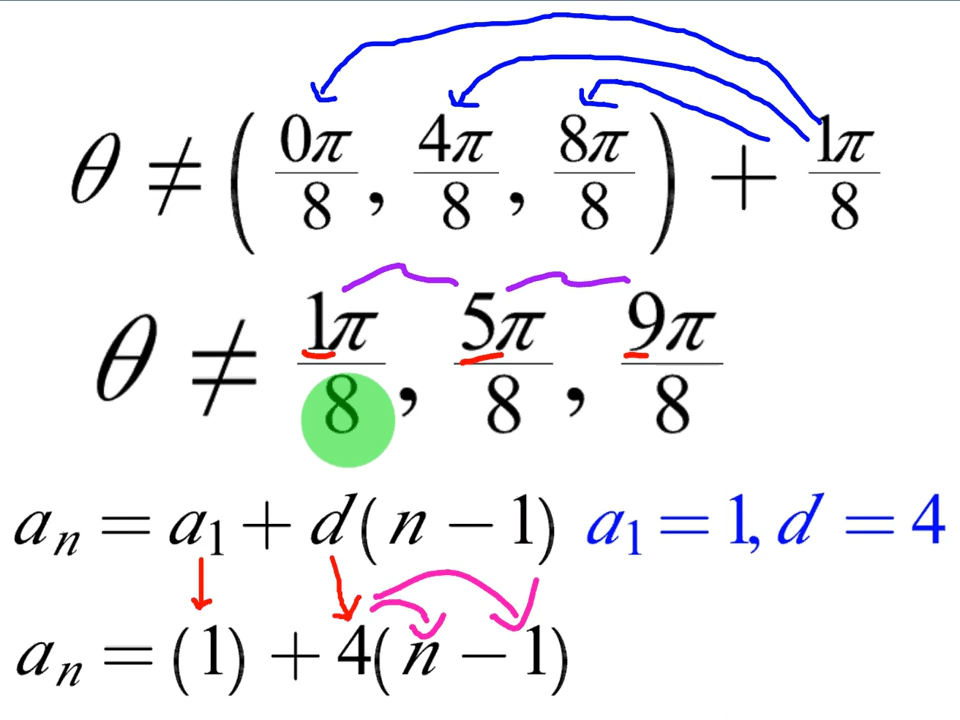 θ ≠ (0π/8, 4π/8, 8π/8) + 1π/8
θ ≠ 1π/8, 5π/8, 9π/8
aₙ = a₁ + d(n − 1) a₁ = 1, d = 4
aₙ = (1) + 4(n − 1)